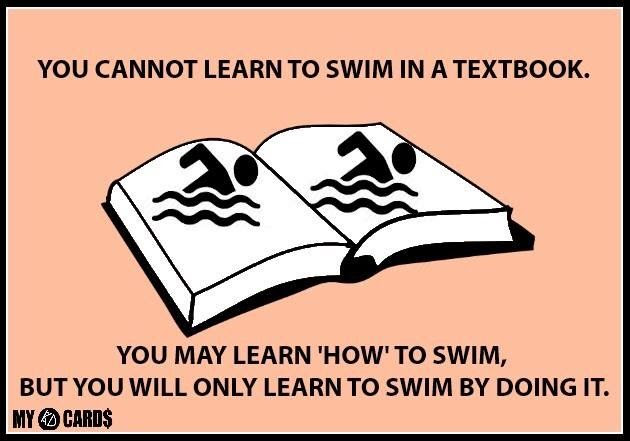 YOU CANNOT LEARN TO SWIM IN A TEXTBOOK.
YOU MAY LEARN 'HOW' TO SWIM,
BUT YOU WILL ONLY LEARN TO SWIM BY DOING IT.
MY CARD$